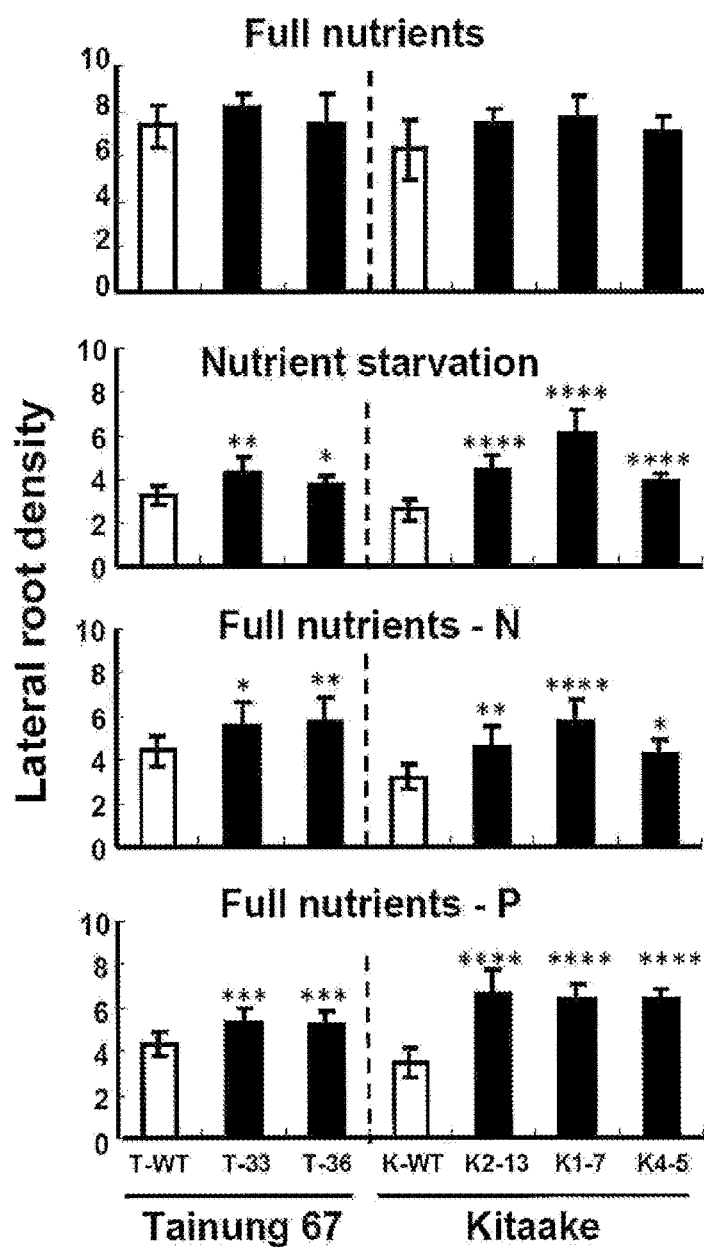 Full nutrients
10
8
6
4
2
0
Nutrient starvation
10
8
6
4
2
0
** * **** **** ****
Full nutrients - N
10
8
6
4
2
0
* ** ** **** *
Full nutrients - P
10
8
6
4
2
0
*** *** **** **** ****
Lateral root density
T-WT T-33 T-36 K-WT K2-13 K1-7 K4-5
Tainung 67 Kitaake